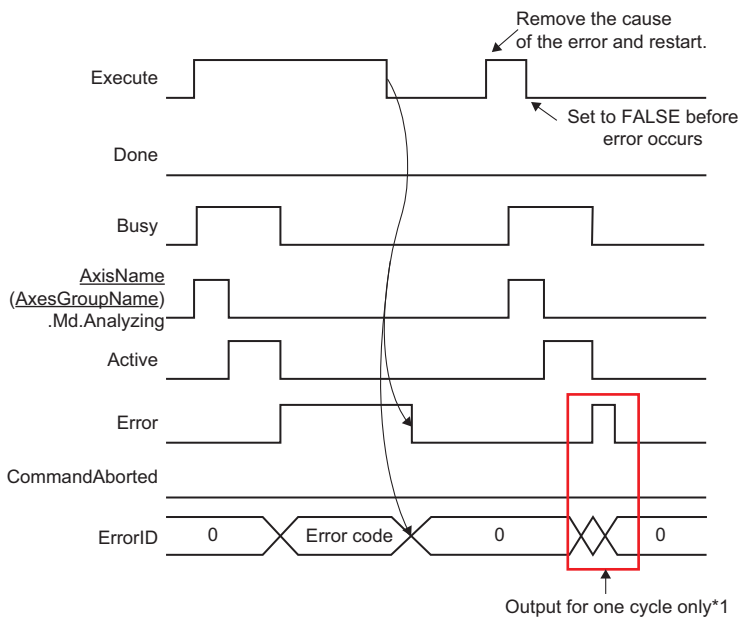 Remove the cause
of the error and restart.
Execute
Set to FALSE before
error occurs
Done
Busy
AxisName
(AxesGroupName)
.Md.Analyzing
Active
Error
CommandAborted
ErrorID 0 Error code 0 0
Output for one cycle only*1